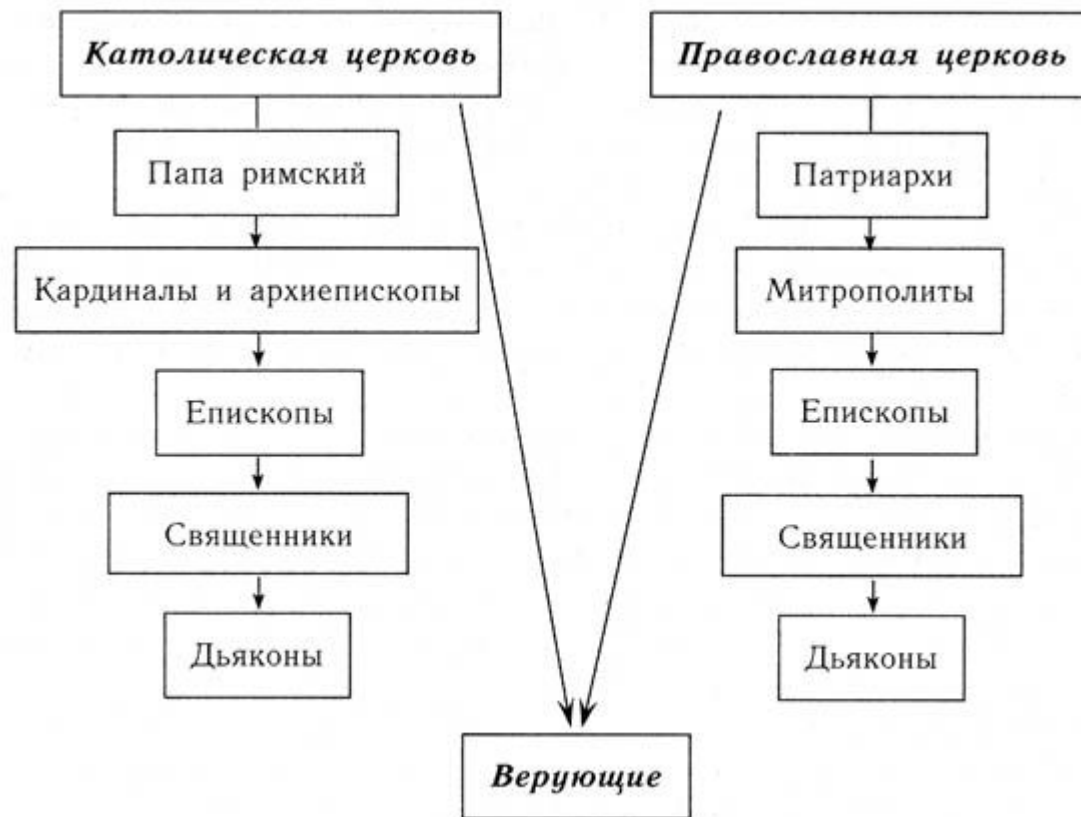 Католическая церковь
Православная церковь
Папа римский
Патриархи
Кардиналы и архиепископы
Митрополиты
Епископы
Епископы
Священники
Священники
Дьяконы
Дьяконы
Верующие